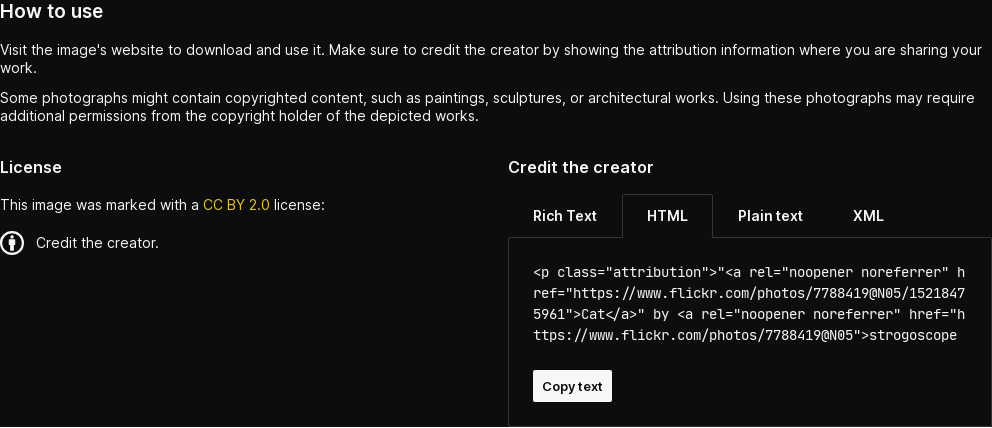 How to use
Visit the image's website to download and use it. Make sure to credit the creator by showing the attribution information where you are sharing your
work.
Some photographs might contain copyrighted content, such as paintings, sculptures, or architectural works. Using these photographs may require
additional permissions from the copyright holder of the depicted works.
License
This image was marked with a CC BY 2.0 license:
Credit the creator.
Credit the creator
Rich Text
HTML
Plain text
XML
<p class="attribution">"<a rel="noopener noreferrer" h
ref="https://www.flickr.com/photos/7788419@N05/1521847
5961">Cat</a>" by <a rel="noopener noreferrer" href="h
ttps://www.flickr.com/photos/7788419@N05">strogoscope
Copy text